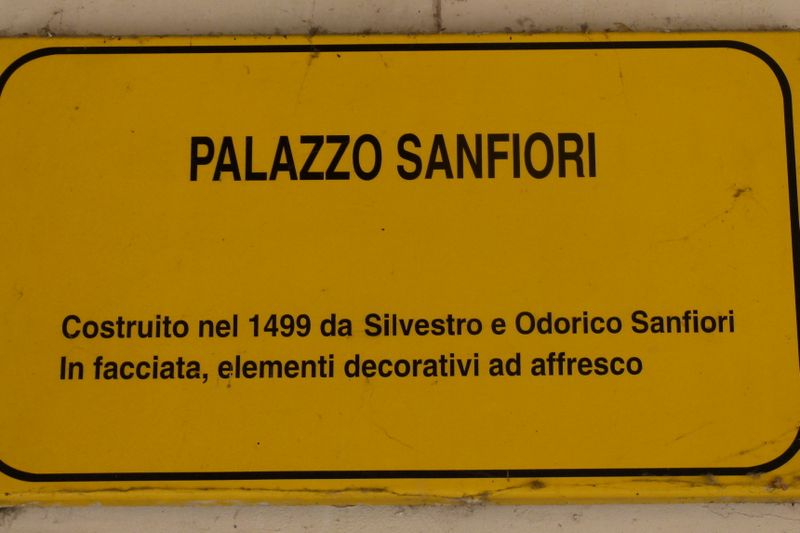 PALAZZO SANFIORI
Costruito nel 1499 da Silvestro e Odorico Sanfiori
In facciata, elementi decorativi ad affresco